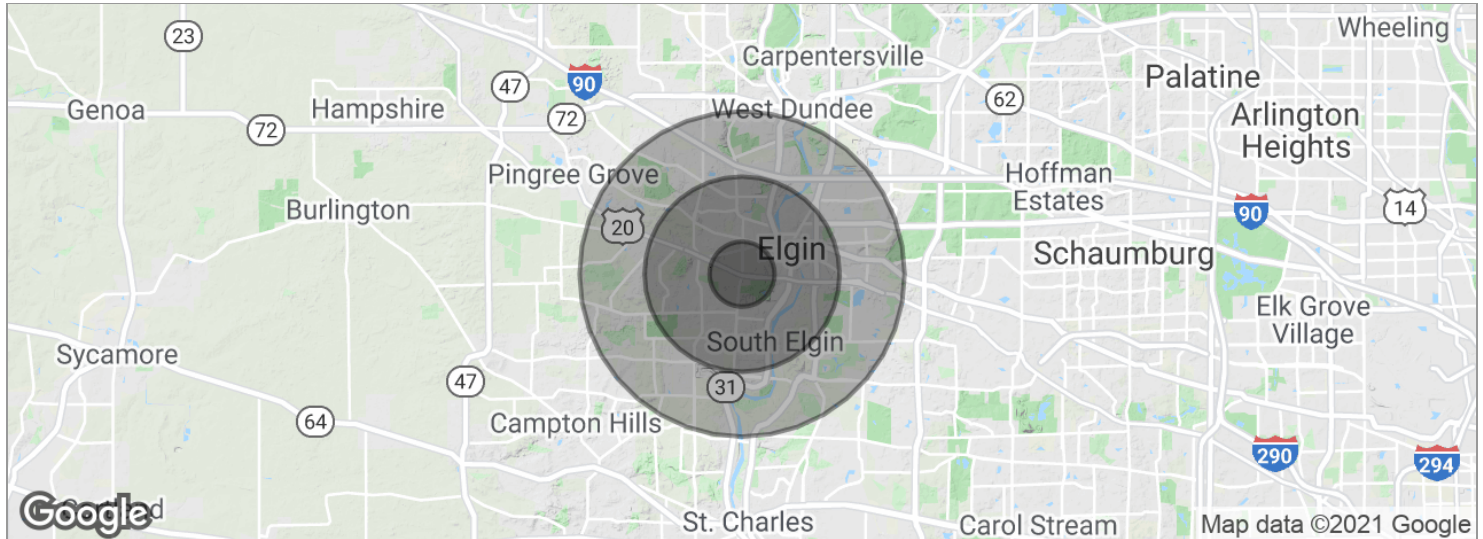 Wheeling
23
Carpentersville
Palatine
90
47
62
Genoa
Hampshire
72
72
West Dundee
Arlington
Heights
Pingree Grove
Hoffman
Estates
Burlington
20
90
14
Elgin
Schaumburg
Elk Grove
Village
South Elgin
Sycamore
47
31
64
Campton Hills
290
294
Google
St. Charles
Carol Stream
Map data ©2021 Google